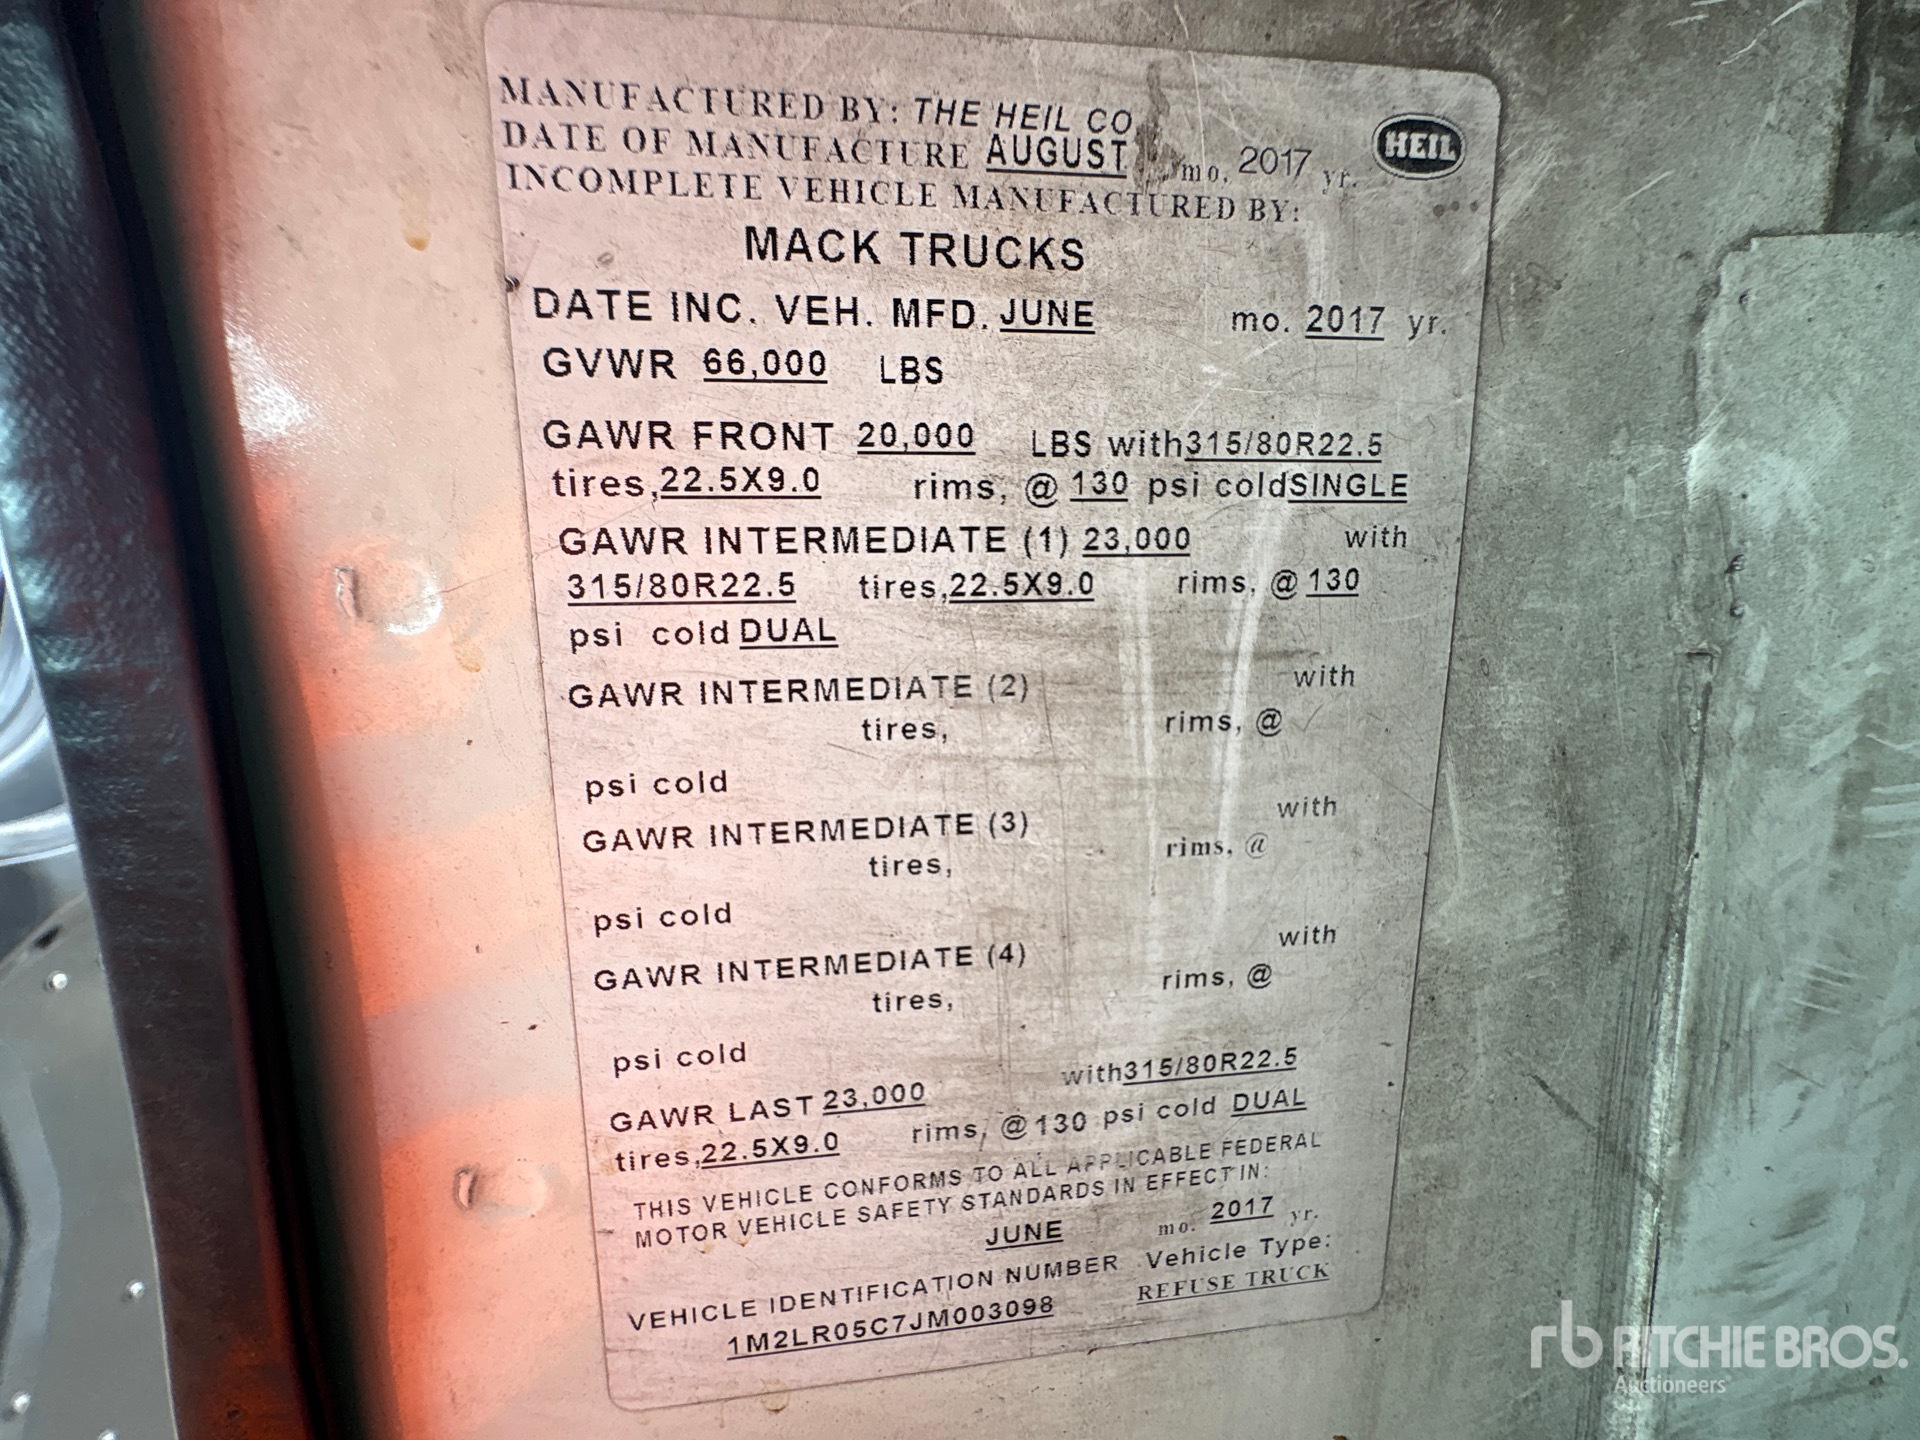 MANUFACTURED BY: THE HEIL CO
HEIL
DATE OF MANUFACTURE AUGUST mo. 2017 yr.
INCOMPLETE VEHICLE MANUFACTURED BY:
MACK TRUCKS
DATE INC. VEH. MFD. JUNE mo. 2017 yr.
GVWR 66,000 LBS
GAWR FRONT 20,000 LBS with 315/80R22.5
tires, 22.5X9.0 rims, @ 130 psi cold SINGLE
GAWR INTERMEDIATE (1) 23,000 with
315/80R22.5 tires, 22.5X9.0 rims, @ 130
psi cold DUAL
GAWR INTERMEDIATE (2) with
tires, rims, @
psi cold
GAWR INTERMEDIATE (3) with
tires, rims, @
psi cold
GAWR INTERMEDIATE (4) with
tires, rims, @
psi cold
GAWR LAST 23,000 with 315/80R22.5
tires, 22.5X9.0 rims, @ 130 psi cold DUAL
THIS VEHICLE CONFORMS TO ALL APPLICABLE FEDERAL
MOTOR VEHICLE SAFETY STANDARDS IN EFFECT IN:
JUNE mo. 2017 yr.
VEHICLE IDENTIFICATION NUMBER Vehicle Type:
1M2LR05C7JM003098 REFUSE TRUCK
rb RITCHIE BROS.
Auctioneers